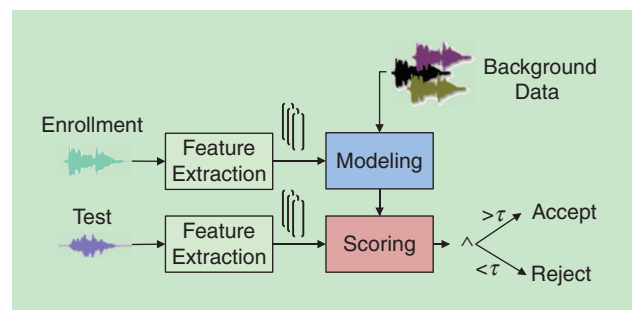 Background
Data
Enrollment
Feature
Extraction
Modeling
Test
Feature
Extraction
Scoring
^
>τ
Accept
<τ
Reject